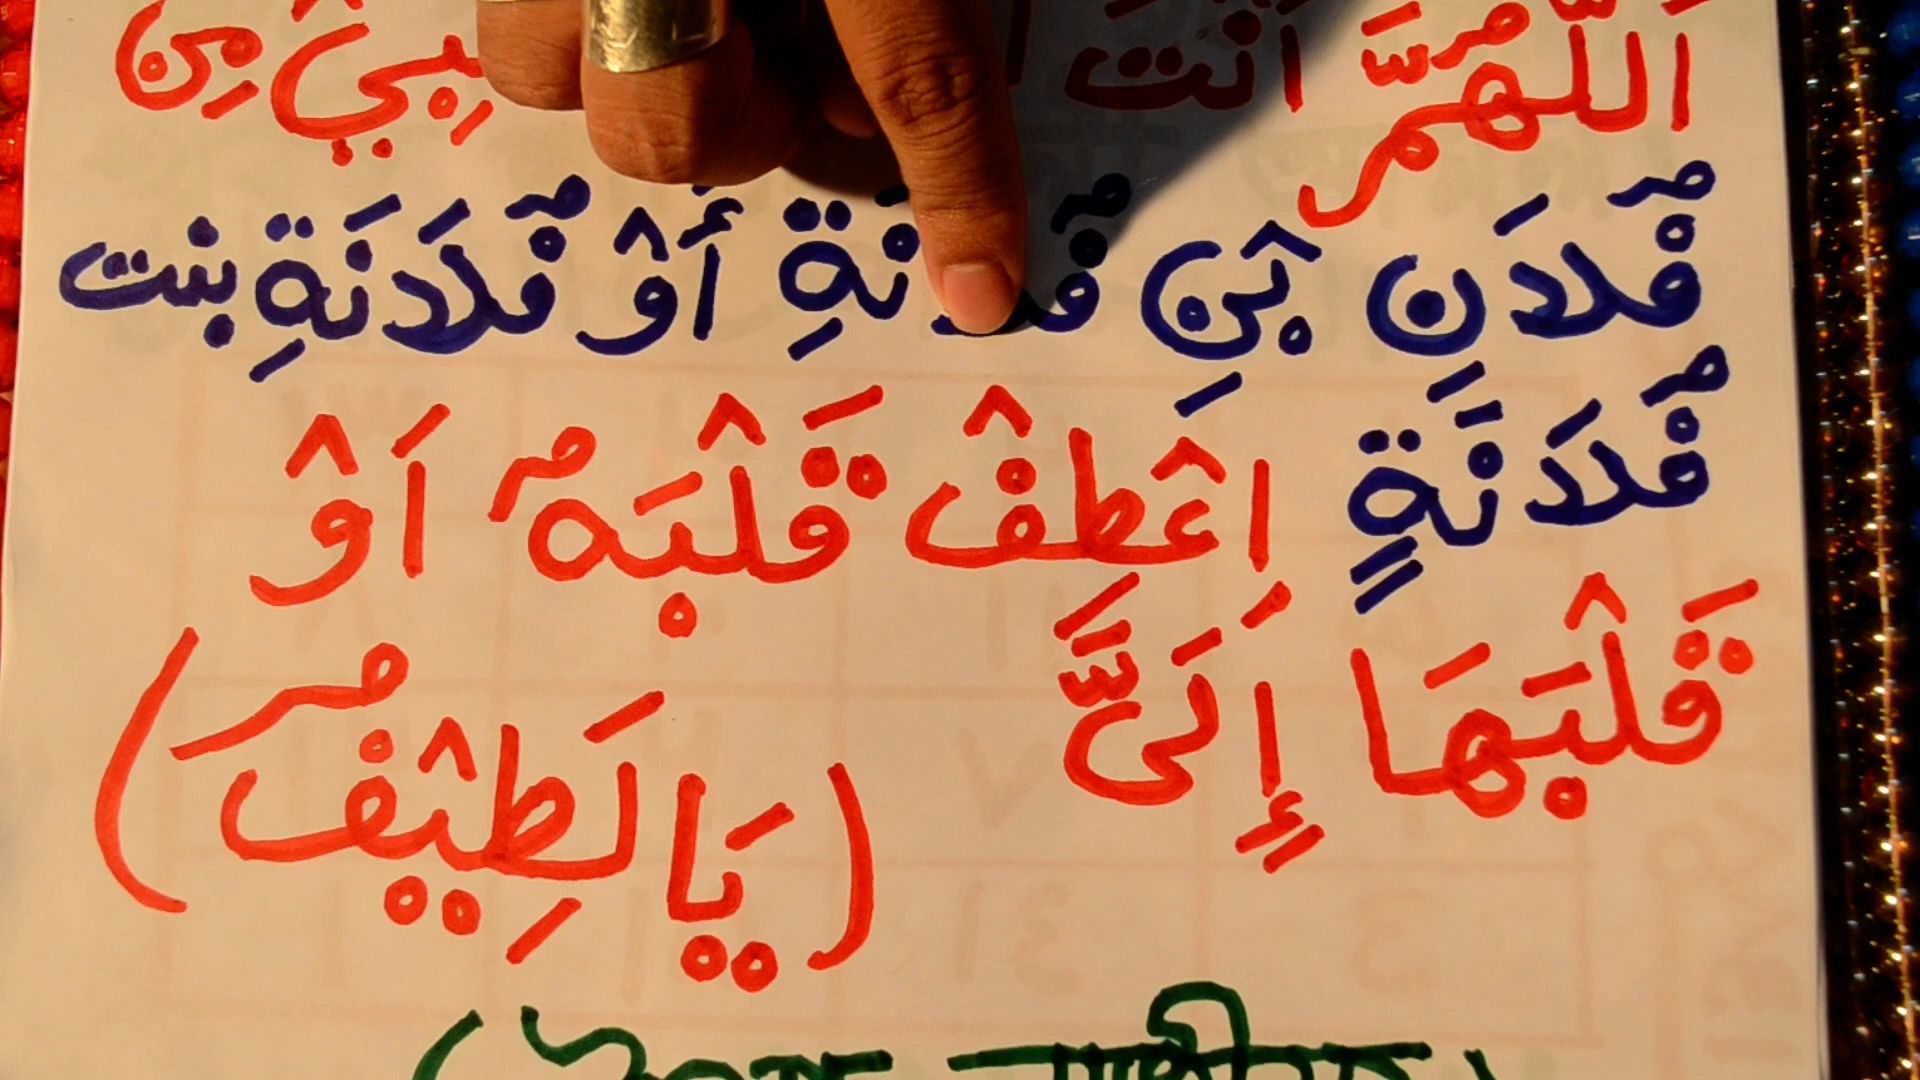 اَللّٰهُمَّ اَنْتَ مِنْ
فُلَانِ بْنِ فُلَانَةِ أَوْ فُلَانَةِ بنت
فُلَانَةٍ اِعْطِفْ قَلْبَهُ اَوْ
قَلْبَهَا إِلَىَّ
(يَا لَطِيْفُ)